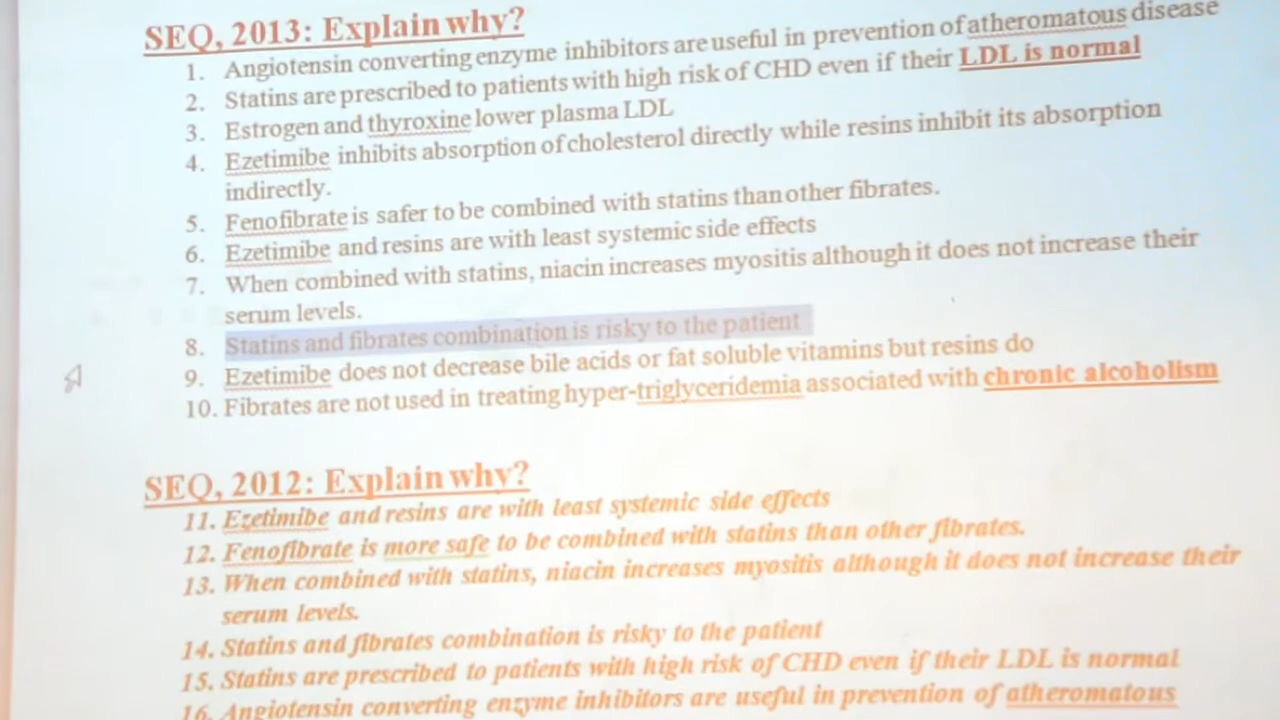 SEQ, 2013: Explain why?
1. Angiotensin converting enzyme inhibitors are useful in prevention of atheromatous disease
2. Statins are prescribed to patients with high risk of CHD even if their LDL is normal
3. Estrogen and thyroxine lower plasma LDL
4. Ezetimibe inhibits absorption of cholesterol directly while resins inhibit its absorption
indirectly.
5. Fenofibrate is safer to be combined with statins than other fibrates.
6. Ezetimibe and resins are with least systemic side effects
7. When combined with statins, niacin increases myositis although it does not increase their
serum levels.
8. Statins and fibrates combination is risky to the patient
9. Ezetimibe does not decrease bile acids or fat soluble vitamins but resins do
10. Fibrates are not used in treating hyper-triglyceridemia associated with chronic alcoholism
SEQ, 2012: Explain why?
11. Ezetimibe and resins are with least systemic side effects
12. Fenofibrate is more safe to be combined with statins than other fibrates.
13. When combined with statins, niacin increases myositis although it does not increase their
serum levels.
14. Statins and fibrates combination is risky to the patient
15. Statins are prescribed to patients with high risk of CHD even if their LDL is normal
16. Angiotensin converting enzyme inhibitors are useful in prevention of atheromatous